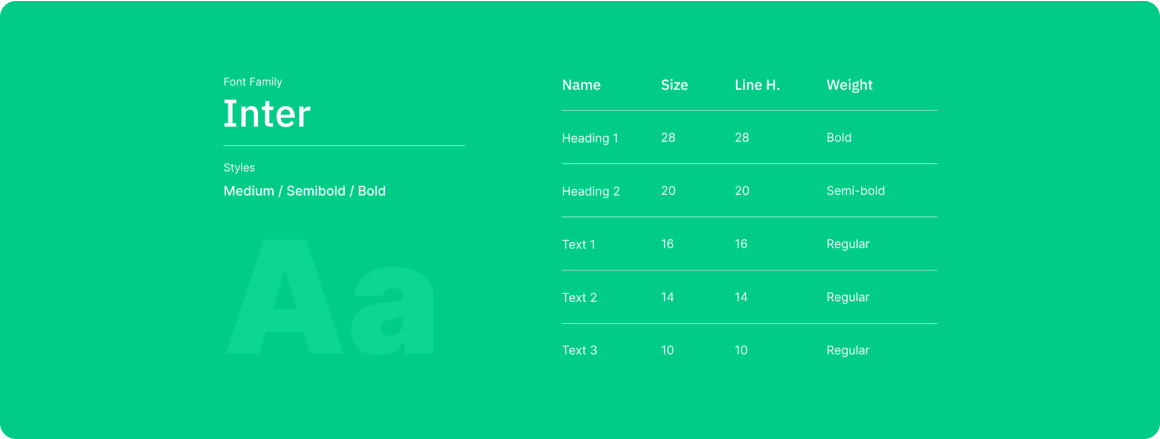 Font Family
Inter
Styles
Medium / Semibold / Bold
Aa
Name Size Line H. Weight
Heading 1 28 28 Bold
Heading 2 20 20 Semi-bold
Text 1 16 16 Regular
Text 2 14 14 Regular
Text 3 10 10 Regular